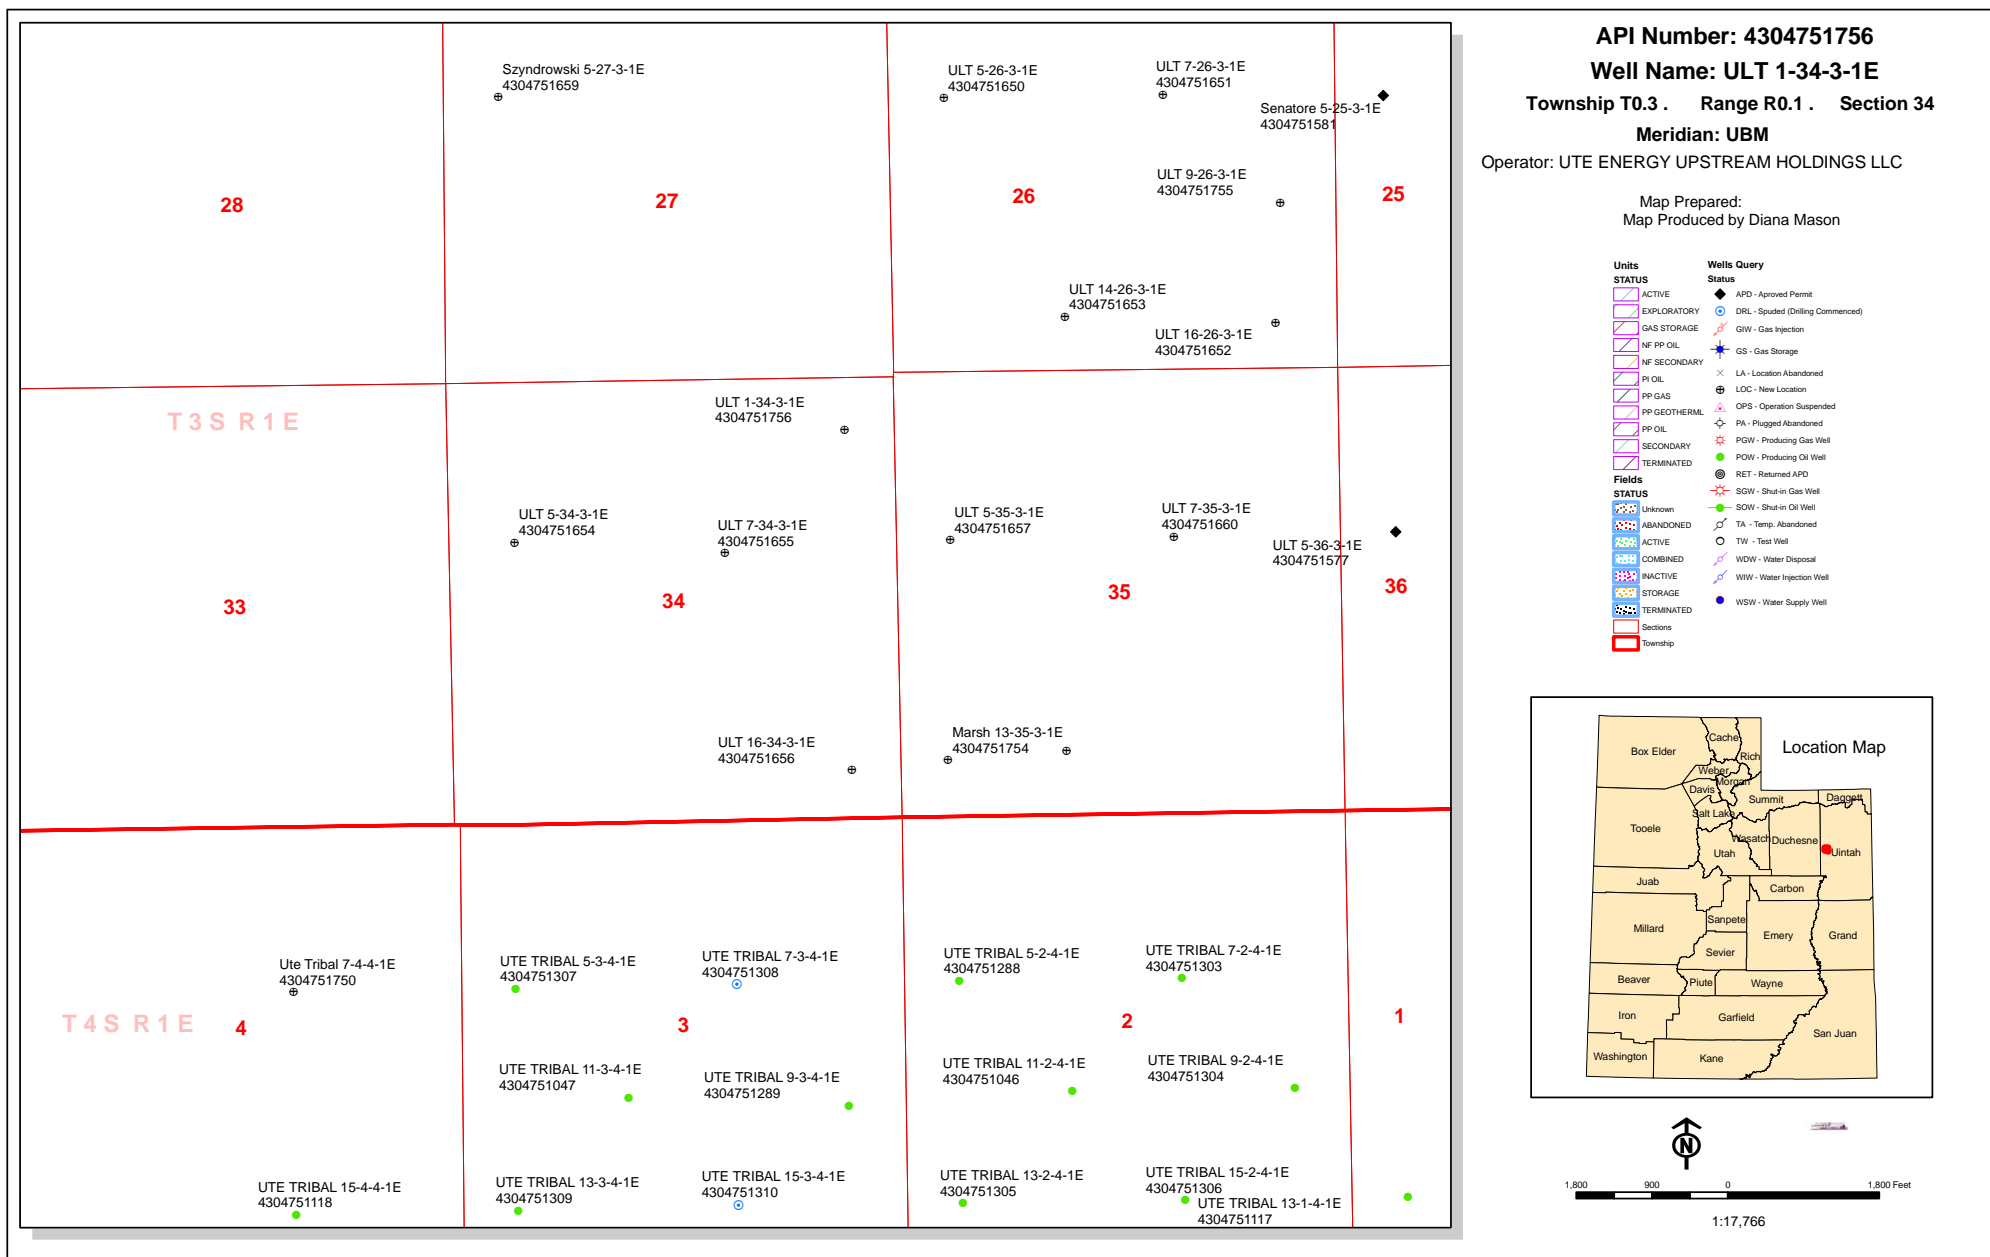 API Number: 4304751756
Well Name: ULT 1-34-3-1E
Township T0.3 . Range R0.1 . Section 34
Meridian: UBM
Operator: UTE ENERGY UPSTREAM HOLDINGS LLC
Map Prepared:
Map Produced by Diana Mason
Szyndrowski 5-27-3-1E
4304751659
ULT 5-26-3-1E
4304751650
ULT 7-26-3-1E
4304751651
Senatore 5-25-3-1E
4304751581
ULT 9-26-3-1E
4304751755
28
27
26
25
ULT 14-26-3-1E
4304751653
ULT 16-26-3-1E
4304751652
T 3 S R 1 E
ULT 1-34-3-1E
4304751756
ULT 5-34-3-1E
4304751654
ULT 7-34-3-1E
4304751655
ULT 5-35-3-1E
4304751657
ULT 7-35-3-1E
4304751660
ULT 5-36-3-1E
4304751577
33
34
35
36
ULT 16-34-3-1E
4304751656
Marsh 13-35-3-1E
4304751754
Ute Tribal 7-4-4-1E
4304751750
UTE TRIBAL 5-3-4-1E
4304751307
UTE TRIBAL 7-3-4-1E
4304751308
UTE TRIBAL 5-2-4-1E
4304751288
UTE TRIBAL 7-2-4-1E
4304751303
T 4 S R 1 E
4
3
2
1
UTE TRIBAL 11-3-4-1E
4304751047
UTE TRIBAL 9-3-4-1E
4304751289
UTE TRIBAL 11-2-4-1E
4304751046
UTE TRIBAL 9-2-4-1E
4304751304
UTE TRIBAL 15-4-4-1E
4304751118
UTE TRIBAL 13-3-4-1E
4304751309
UTE TRIBAL 15-3-4-1E
4304751310
UTE TRIBAL 13-2-4-1E
4304751305
UTE TRIBAL 15-2-4-1E
4304751306
UTE TRIBAL 13-1-4-1E
4304751117
Units
STATUS
ACTIVE
EXPLORATORY
GAS STORAGE
NF PP OIL
NF SECONDARY
PI OIL
PP GAS
PP GEOTHERML
PP OIL
SECONDARY
TERMINATED
Fields
STATUS
Unknown
ABANDONED
ACTIVE
COMBINED
INACTIVE
STORAGE
TERMINATED
Sections
Township
Wells Query
Status
APD - Aproved Permit
DRL - Spuded (Drilling Commenced)
GIW - Gas Injection
GS - Gas Storage
LA - Location Abandoned
LOC - New Location
OPS - Operation Suspended
PA - Plugged Abandoned
PGW - Producing Gas Well
POW - Producing Oil Well
RET - Returned APD
SGW - Shut-in Gas Well
SOW - Shut-in Oil Well
TA - Temp. Abandoned
TW - Test Well
WDW - Water Disposal
WIW - Water Injection Well
WSW - Water Supply Well
Location Map
Cache
Box Elder
Rich
Weber
Morgan
Davis
Summit
Daggett
Salt Lake
Tooele
Wasatch
Duchesne
Utah
Uintah
Juab
Carbon
Sanpete
Millard
Emery
Grand
Sevier
Beaver
Piute
Wayne
Iron
Garfield
San Juan
Washington
Kane
N
1,800 900 0 1,800 Feet
1:17,766